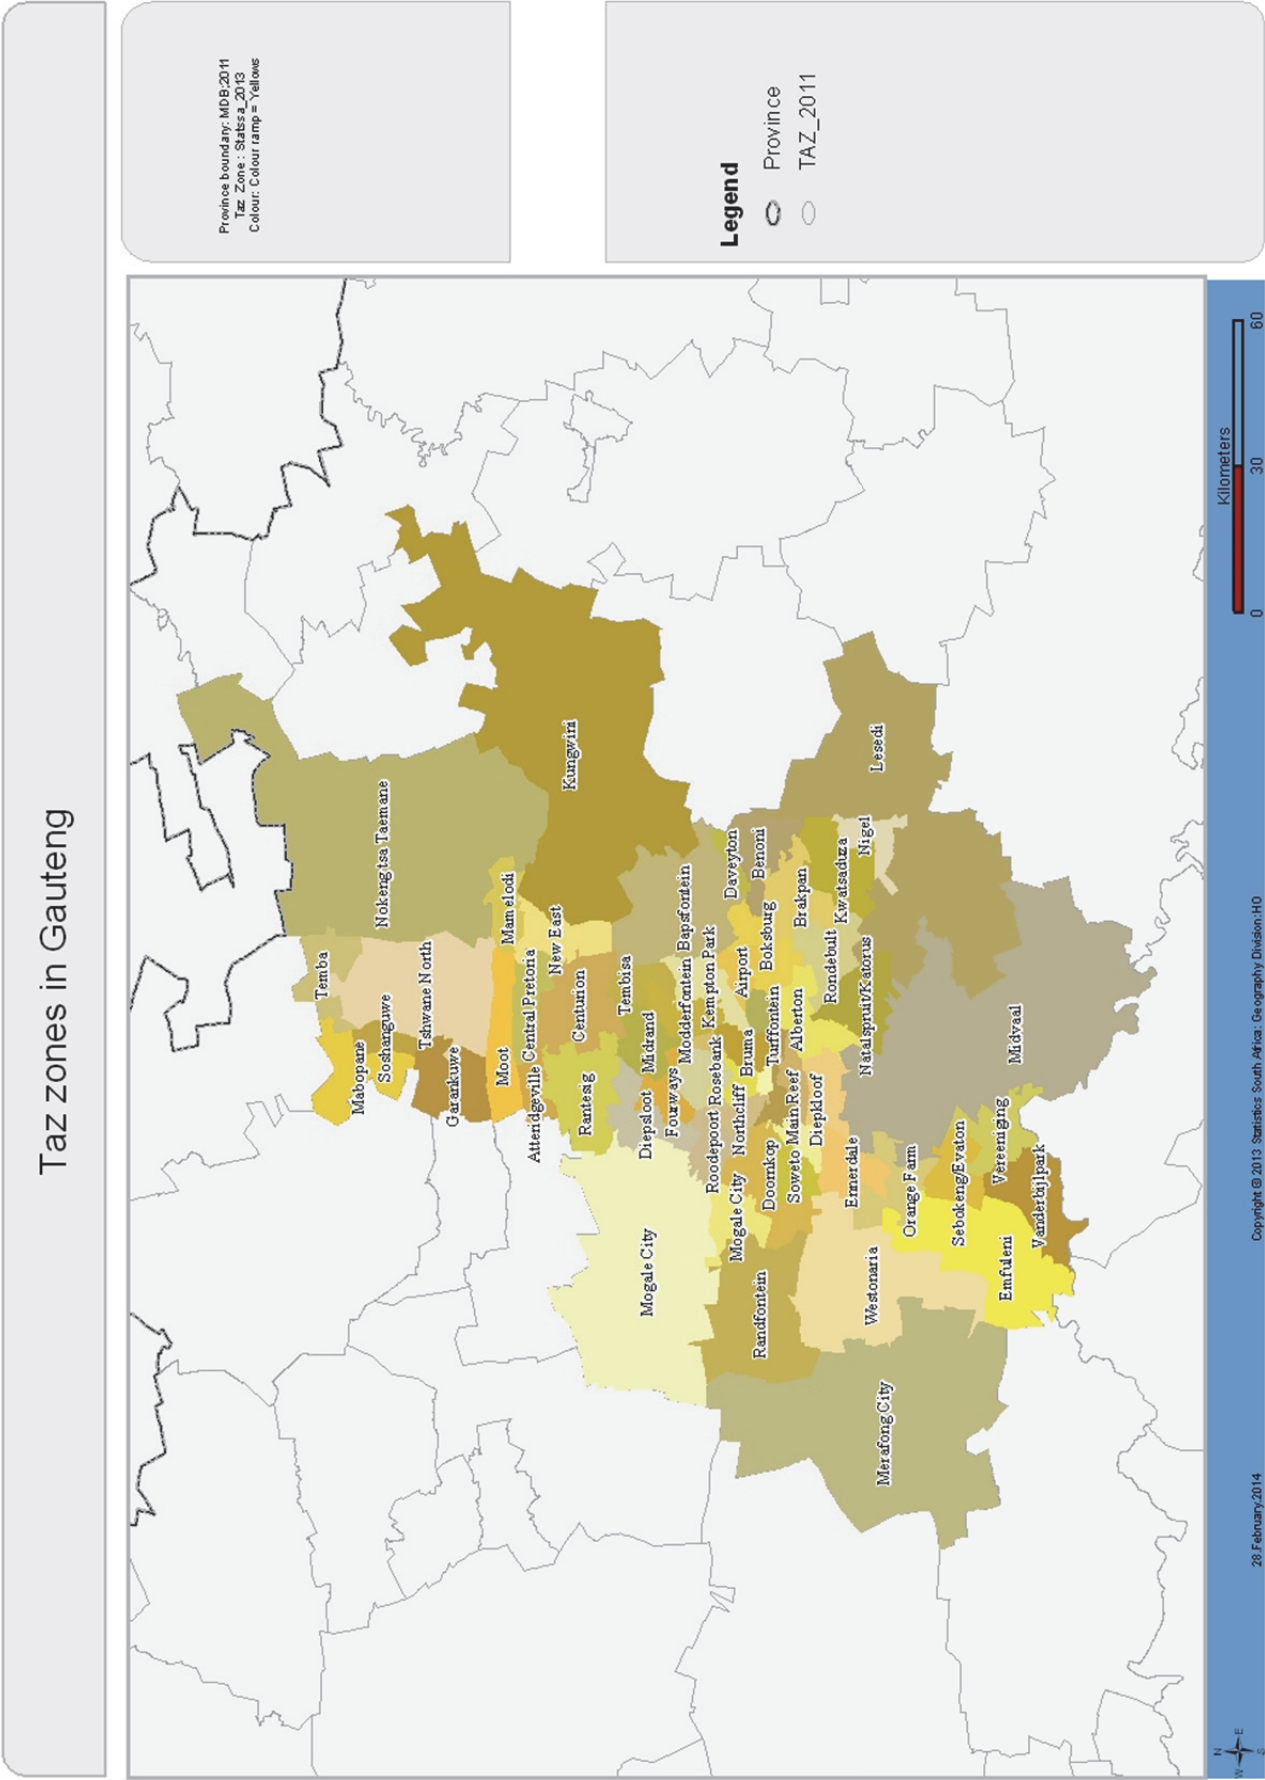 Taz zones in Gauteng
Province boundary: MDB:2011
Taz Zone : Statssa_2013
Colour: Colour ramp = Yellows
Legend
Province
TAZ_2011
Temba
Mabopane
Soshanguwe
Nokengtsa Taemane
Tshwane North
Garankuwe
Moot
Mamelodi
Central Pretoria
Atteridgeville
New East
Kungwini
Centurion
Rantesig
Tembisa
Midrand
Diepsloot
Mogale City
Fourways
Modderfontein
Bapsfontein
Kempton Park
Rosebank
Roodepoort
Daveyton
Airport
Bruma
Northcliff
Mogale City
Benoni
Boksburg
Turffontein
Doornkop
Randfontein
Brakpan
Alberton
Main Reef
Soweto
Diepkloof
Rondebult
Kwatsaduza
Nigel
Lesedi
Natalspruit/Katorus
Ennerdale
Westonaria
Merafong City
Orange Farm
Sebokeng/Evaton
Vereeniging
Midvaal
Emfuleni
Vanderbijlpark
Kilometers
0 30 60
N
W E
S
28.February.2014
Copyright @ 2013 Statistics South Africa: Geography Division:HO